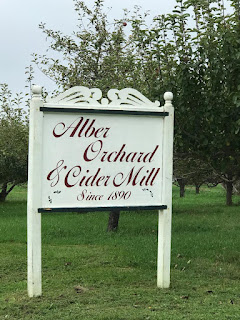 Alber
Orchard
& Cider Mill
Since 1890